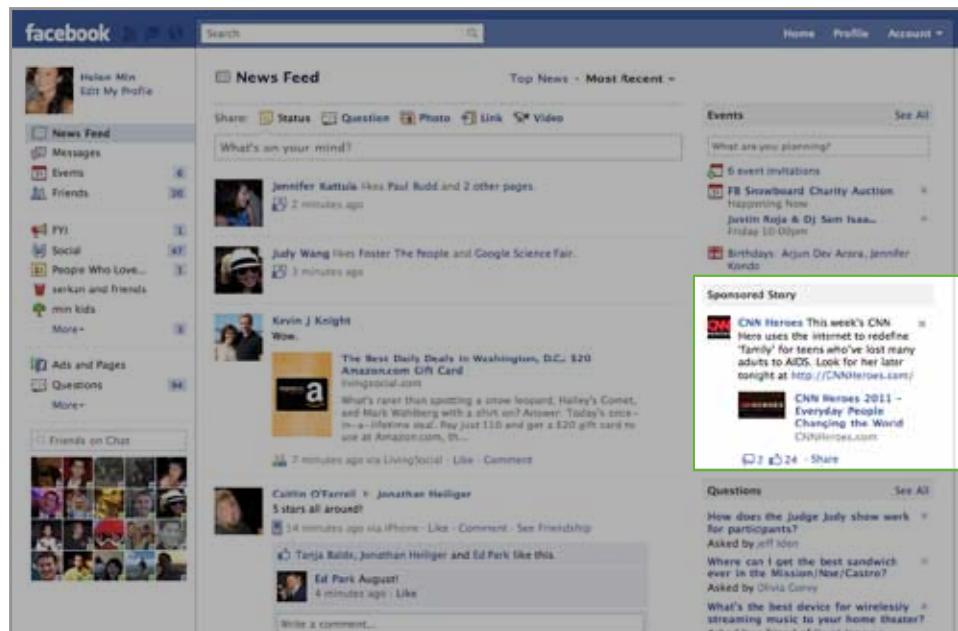 facebook
Search
Home Profile Account
Helen Min
Edit My Profile
News Feed
Messages
Events 6
Friends 20
FYI 1
Social 47
People Who Love... 1
serkan and friends
min kids
More 3
Ads and Pages
Questions 94
More
Friends on Chat
News Feed
Top News · Most Recent
Share: Status Question Photo Link Video
What's on your mind?
Jennifer Kattula likes Paul Rudd and 2 other pages.
2 minutes ago
Judy Wang likes Foster The People and Google Science Fair.
3 minutes ago
Kevin J Knight
Wow.
The Best Daily Deals in Washington, D.C.: $20
Amazon.com Gift Card
livingsocial.com
What's rarer than spotting a snow leopard, Halley's Comet,
and Mark Wahlberg with a shirt on? Answer: Today's once-
in-a-lifetime deal. Pay just $10 and get a $20 gift card to
use at Amazon.com, th...
7 minutes ago via LivingSocial · Like · Comment
Caitlin O'Farrell Jonathan Heiliger
5 stars all around!
14 minutes ago via iPhone · Like · Comment · See Friendship
Tanja Balde, Jonathan Heiliger and Ed Park like this.
Ed Park August!
4 minutes ago · Like
Write a comment...
Events See All
What are you planning?
6 event invitations
FB Snowboard Charity Auction
Happening Now
Justin Roja & DJ Sam Isaa...
Friday 10:00pm
Birthdays: Arjun Dev Arora, Jennifer
Kondo
Sponsored Story
CNN
CNN Heroes This week's CNN
Hero uses the internet to redefine
'family' for teens who've lost many
adults to AIDS. Look for her later
tonight at http://CNNHeroes.com/
CNN Heroes 2011 -
Everyday People
Changing the World
CNNHeroes.com
2 24 · Share
Questions See All
How does the Judge Judy show work
for participants?
Asked by Jeff Iden
Where can I get the best sandwich
ever in the Mission/Noe/Castro?
Asked by Olivia
What's the best device for wirelessly
streaming music to your home theater?